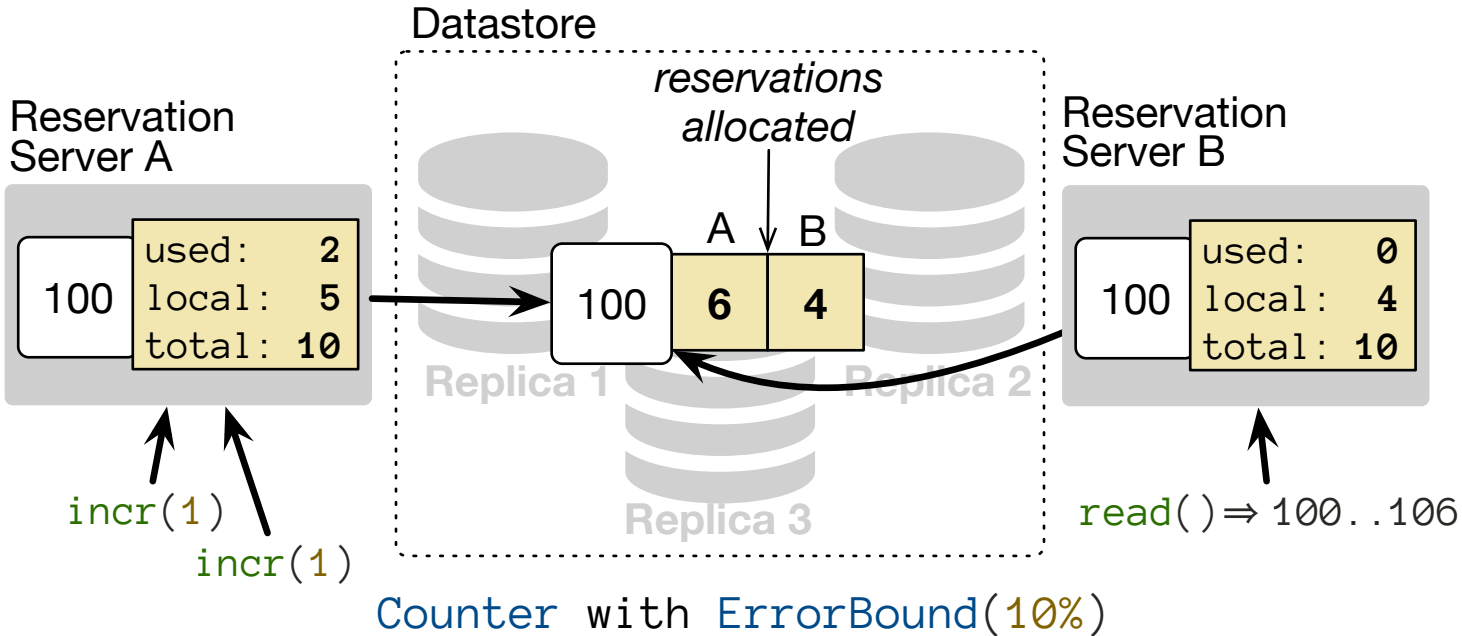 Datastore
reservations
allocated
Reservation
Server A
Reservation
Server B
A B
100
used: 2
local: 5
total: 10
100 6 4
100
used: 0
local: 4
total: 10
Replica 1
Replica 2
Replica 3
incr(1)
incr(1)
read()⇒ 100..106
Counter with ErrorBound(10%)